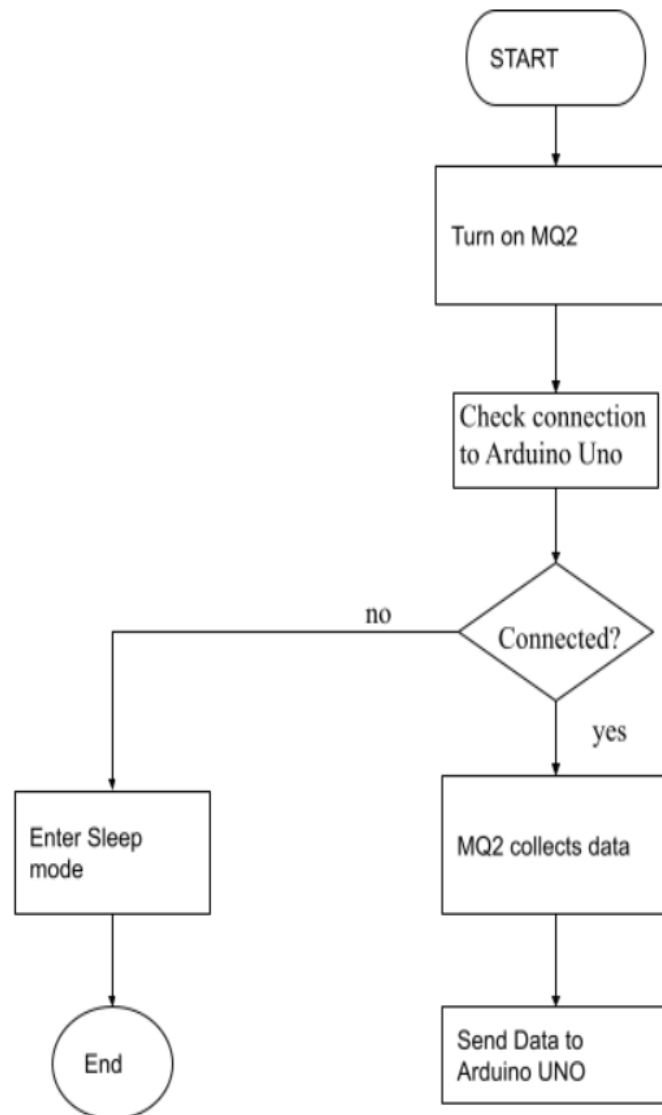 START
Turn on MQ2
Check connection
to Arduino Uno
no
Connected?
yes
Enter Sleep
mode
MQ2 collects data
End
Send Data to
Arduino UNO